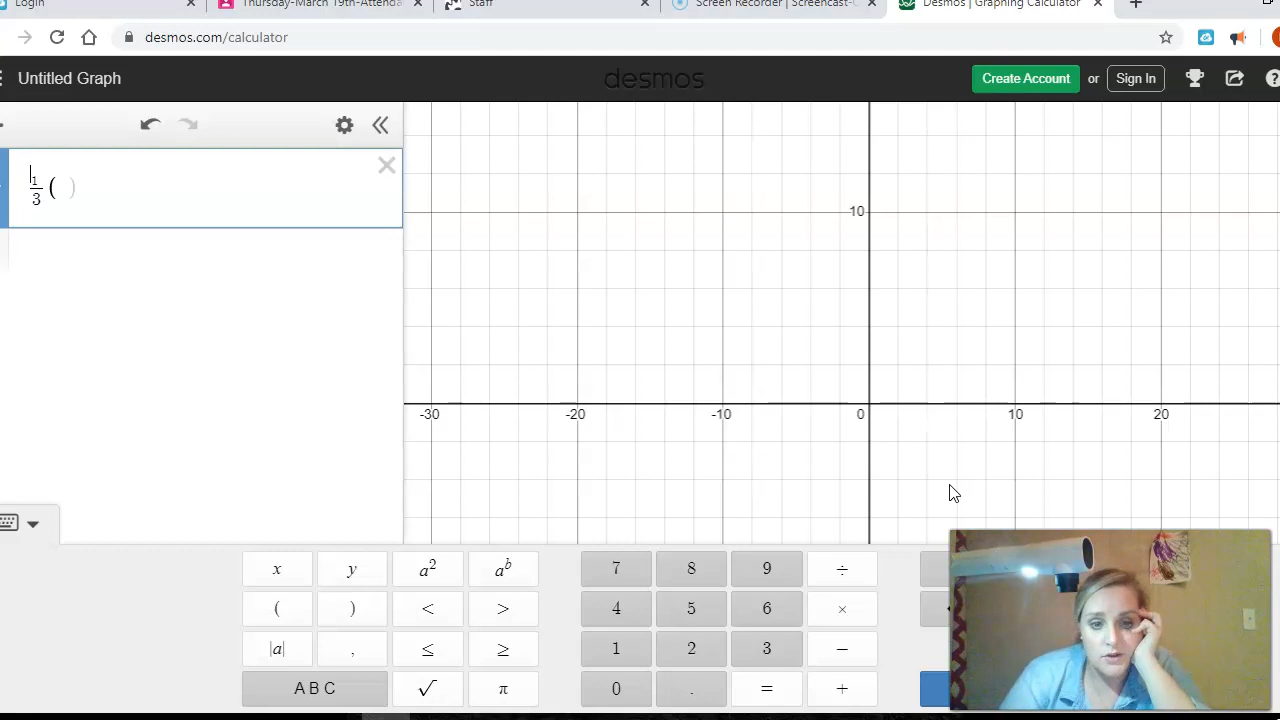 Login
Thursday-March 19th-Attenda
Staff
Screen Recorder | Screencast-O
Desmos | Graphing Calculator
desmos.com/calculator
Untitled Graph
desmos
Create Account or Sign In
1
3
( )
10
-30 -20 -10 0 10 20
x y a² aᵇ 7 8 9 ÷
( ) < > 4 5 6 ×
|a| , ≤ ≥ 1 2 3 −
A B C √ π 0 . = +